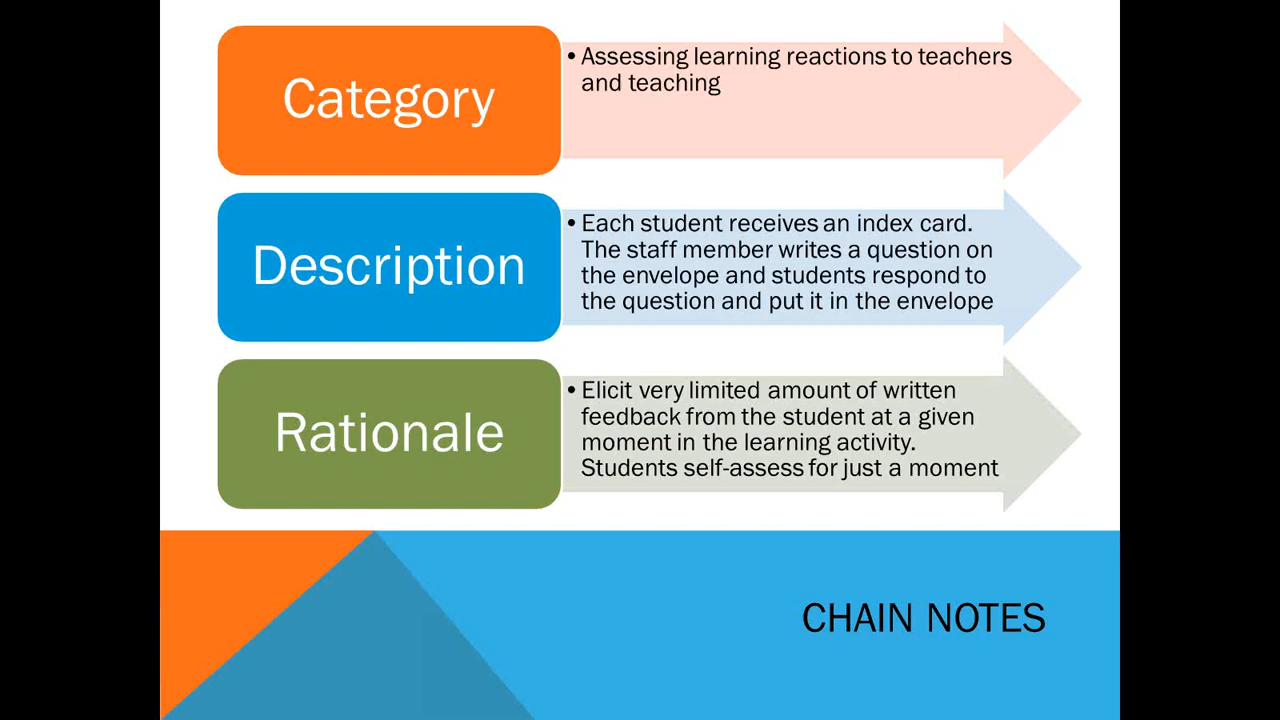 Category
• Assessing learning reactions to teachers
and teaching
Description
• Each student receives an index card.
The staff member writes a question on
the envelope and students respond to
the question and put it in the envelope
Rationale
• Elicit very limited amount of written
feedback from the student at a given
moment in the learning activity.
Students self-assess for just a moment
CHAIN NOTES